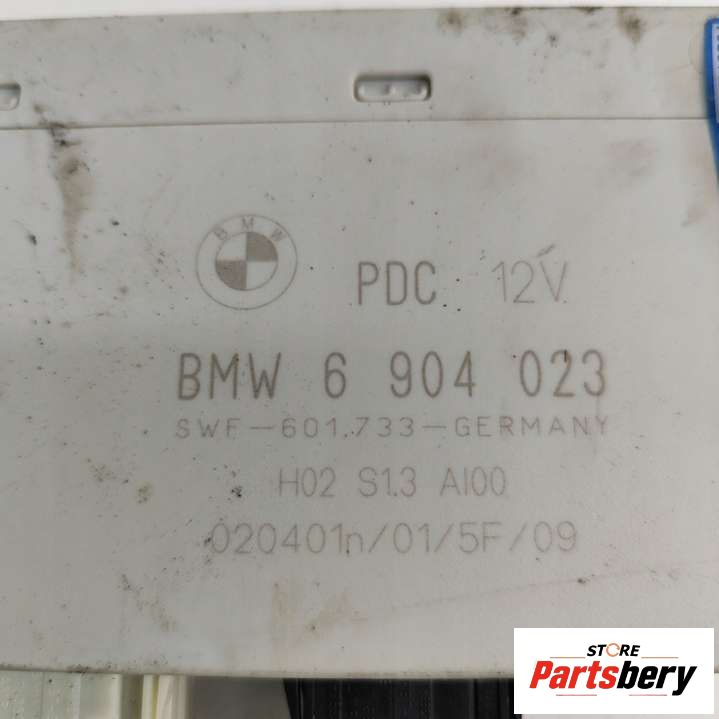 BMW
PDC 12V
BMW 6 904 023
SWF-601.733-GERMANY
H02 S1.3 AI00
020401n/01/5F/09
STORE
Partsbery